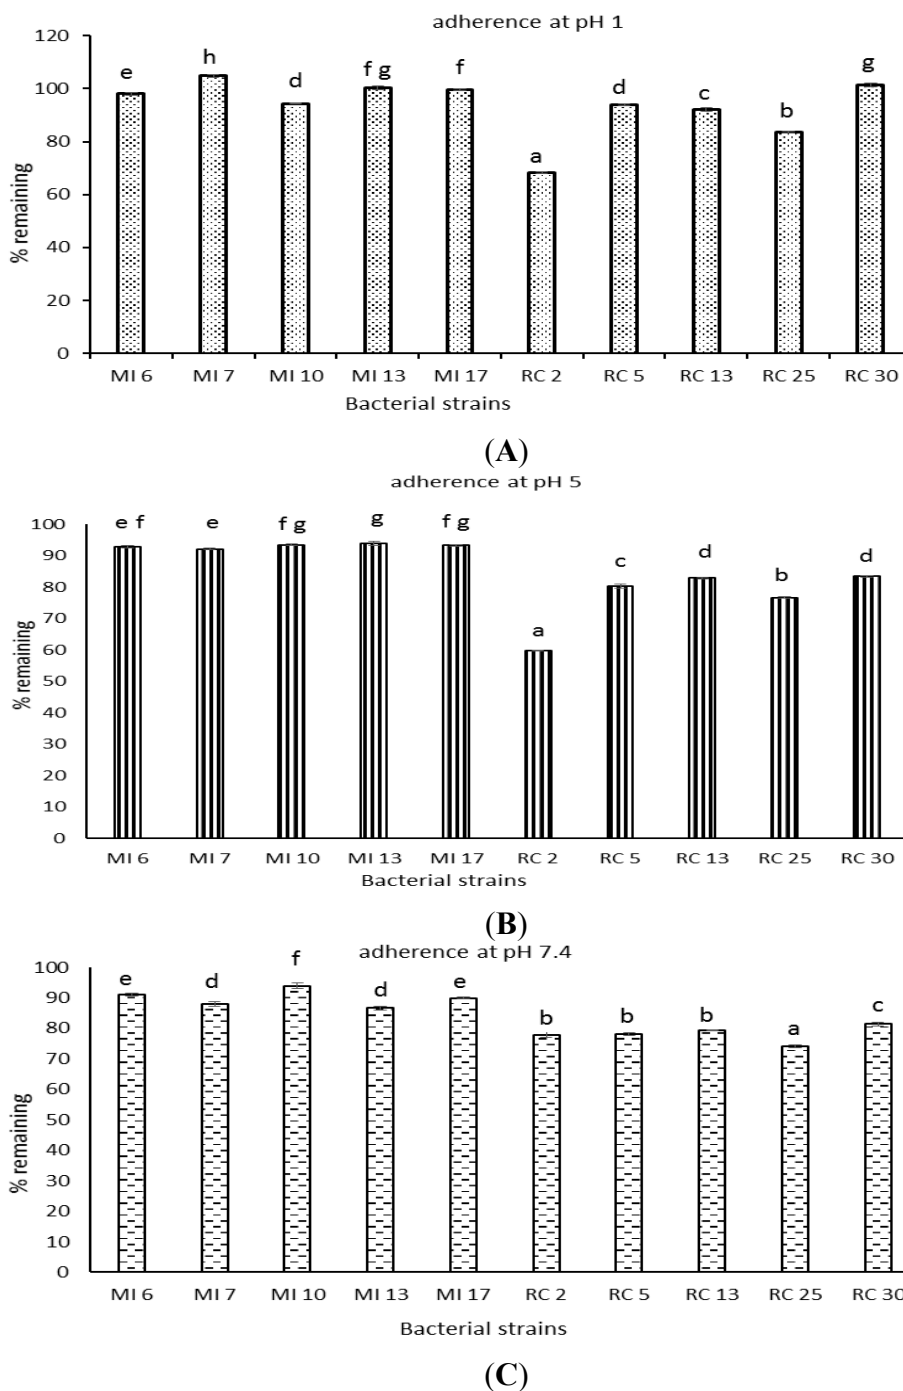 adherence at pH 1
120
100
80
60
40
20
0
% remaining
e h d f g f a d c b g
MI 6 MI 7 MI 10 MI 13 MI 17 RC 2 RC 5 RC 13 RC 25 RC 30
Bacterial strains
(A)
adherence at pH 5
100
90
80
70
60
50
40
30
20
10
0
% remaining
e f e f g g f g a c d b d
MI 6 MI 7 MI 10 MI 13 MI 17 RC 2 RC 5 RC 13 RC 25 RC 30
Bacterial strains
(B)
adherence at pH 7.4
100
90
80
70
60
50
40
30
20
10
0
% remaining
e d f d e b b b a c
MI 6 MI 7 MI 10 MI 13 MI 17 RC 2 RC 5 RC 13 RC 25 RC 30
Bacterial strains
(C)